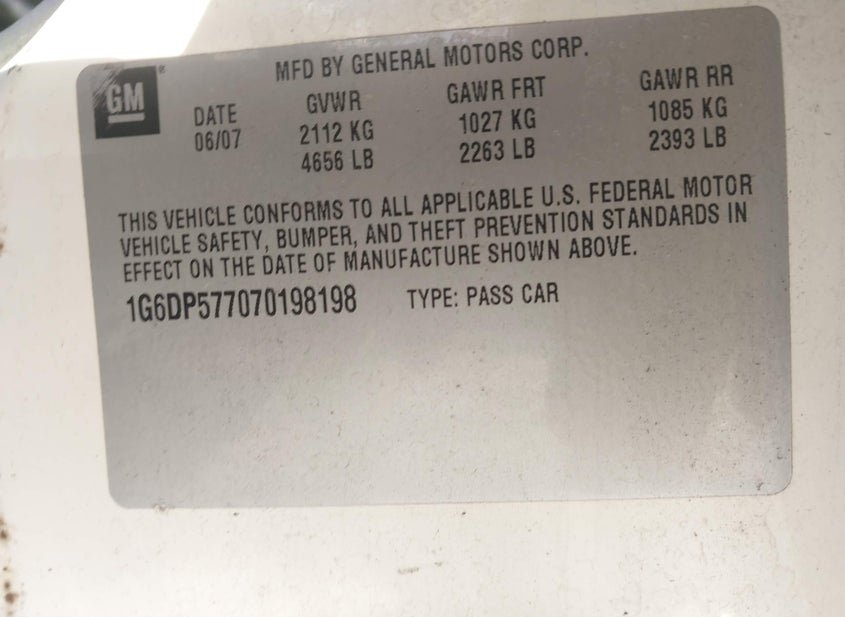 MFD BY GENERAL MOTORS CORP.
GM
DATE GVWR GAWR FRT GAWR RR
06/07 2112 KG 1027 KG 1085 KG
4656 LB 2263 LB 2393 LB
THIS VEHICLE CONFORMS TO ALL APPLICABLE U.S. FEDERAL MOTOR
VEHICLE SAFETY, BUMPER, AND THEFT PREVENTION STANDARDS IN
EFFECT ON THE DATE OF MANUFACTURE SHOWN ABOVE.
1G6DP577070198198 TYPE: PASS CAR